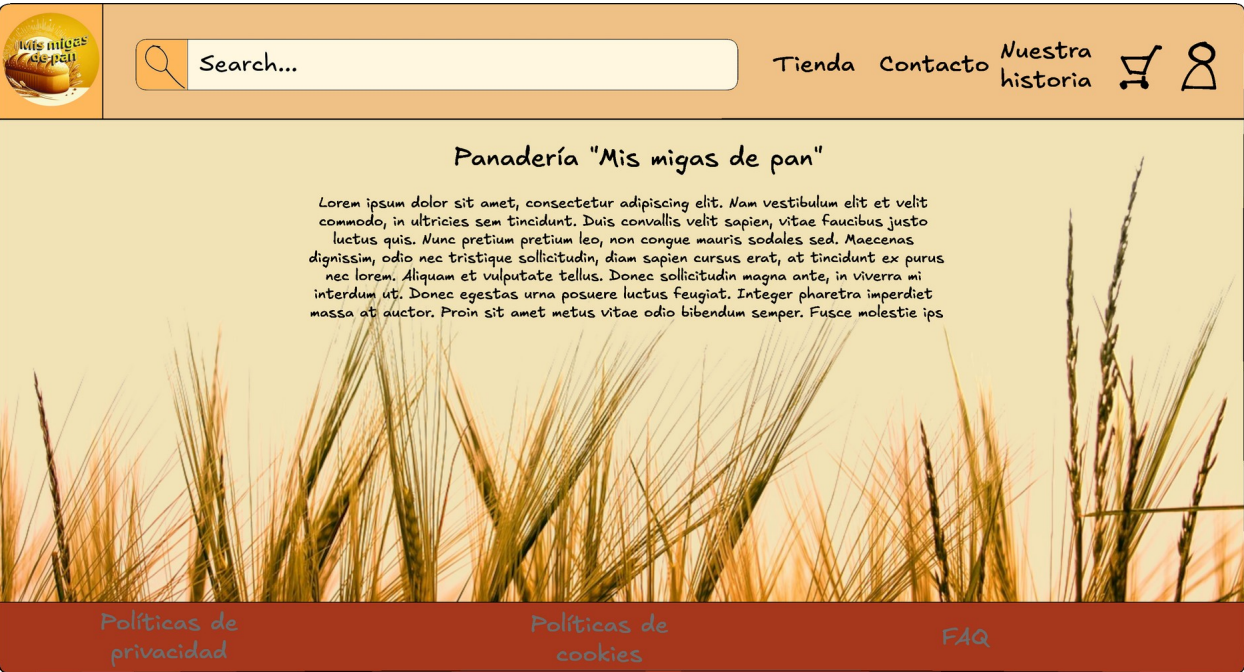 Mis migas
de pan
Search...
Tienda
Contacto
Nuestra
historia
Panadería "Mis migas de pan"
Lorem ipsum dolor sit amet, consectetur adipiscing elit. Nam vestibulum elit et velit
commodo, in ultricies sem tincidunt. Duis convallis velit sapien, vitae faucibus justo
luctus quis. Nunc pretium pretium leo, non congue mauris sodales sed. Maecenas
dignissim, odio nec tristique sollicitudin, diam sapien cursus erat, at tincidunt ex purus
nec lorem. Aliquam et vulputate tellus. Donec sollicitudin magna ante, in viverra mi
interdum ut. Donec egestas urna posuere luctus feugiat. Integer pharetra imperdiet
massa at auctor. Proin sit amet metus vitae odio bibendum semper. Fusce molestie ips
Políticas de
privacidad
Políticas de
cookies
FAQ